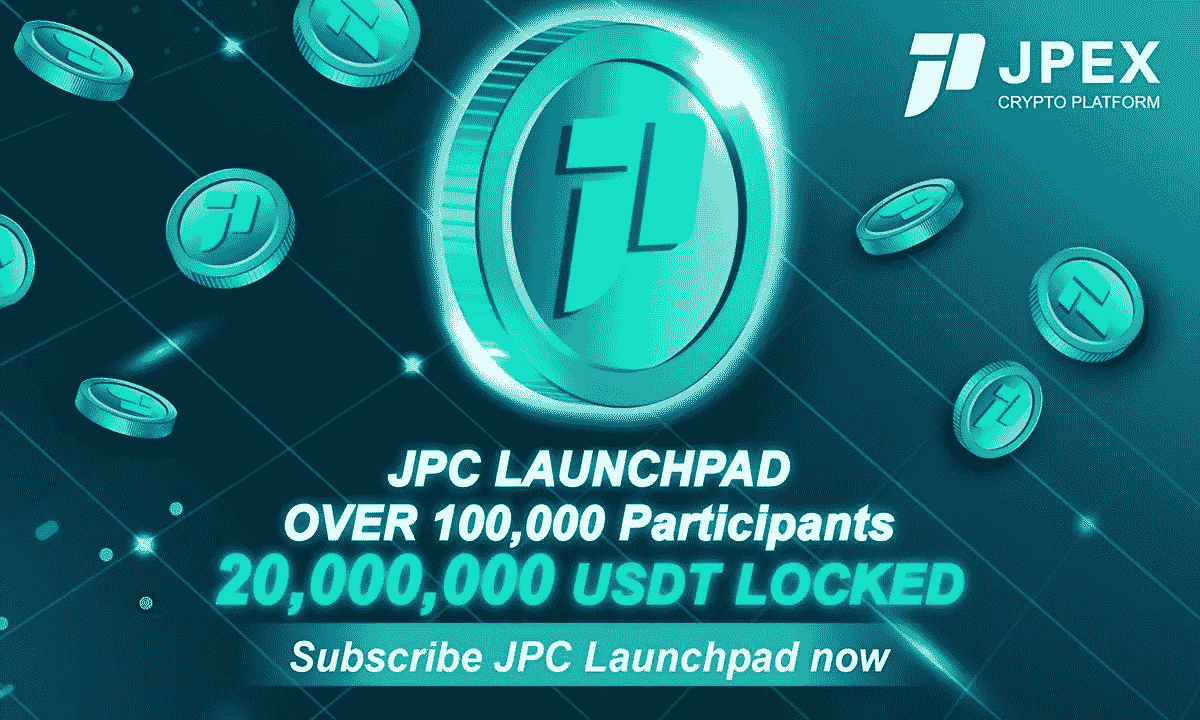 JPEX
CRYPTO PLATFORM
JPC LAUNCHPAD
OVER 100,000 Participants
20,000,000 USDT LOCKED
Subscribe JPC Launchpad now